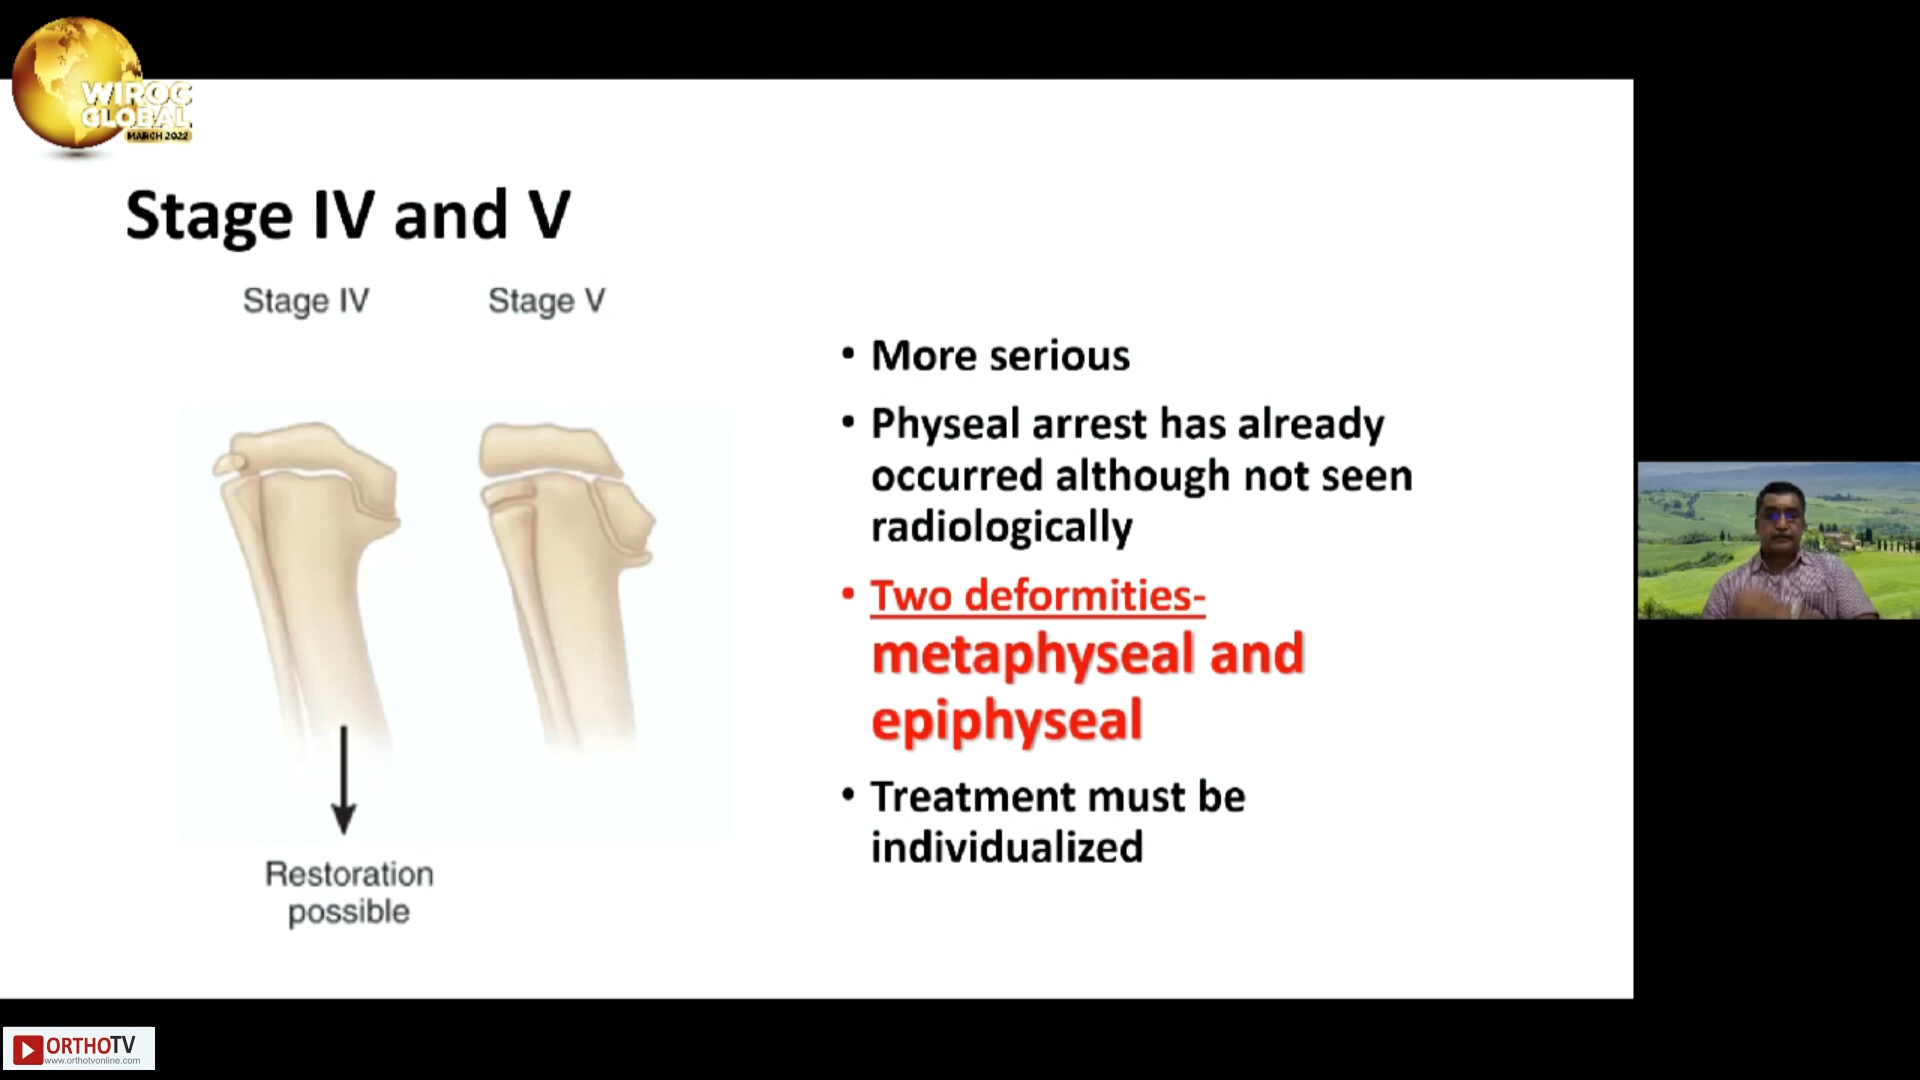 WIROC
GLOBAL
MARCH 2022
Stage IV and V
Stage IV
Stage V
• More serious
• Physeal arrest has already
occurred although not seen
radiologically
• Two deformities-
metaphyseal and
epiphyseal
• Treatment must be
individualized
Restoration
possible
ORTHOTV
www.orthotvonline.com